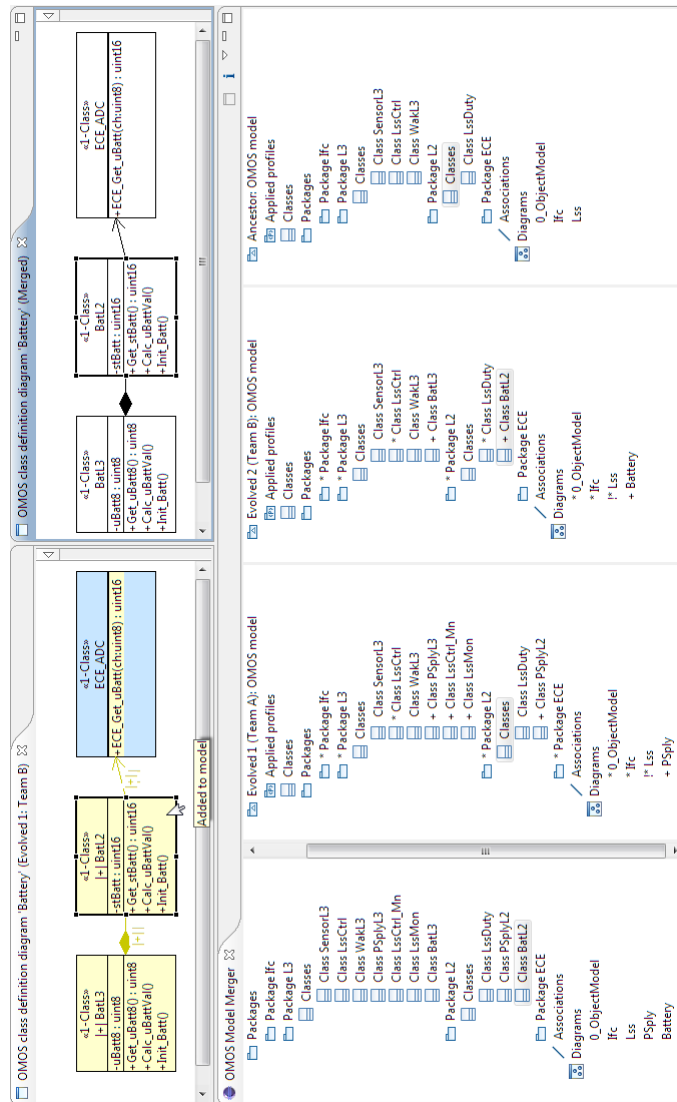 OMOS class definition diagram 'Battery' (Evolved 1: Team B)
«1-Class»
|+| BatL3
-uBatt8 : uint8
+Get_uBatt8() : uint8
+Calc_uBattVal()
+Init_Batt()
|+|
«1-Class»
|+| BatL2
-stBatt : uint16
+Get_stBatt() : uint16
+Calc_uBattVal()
+Init_Batt()
|+|
«1-Class»
ECE_ADC
+ECE_Get_uBatt(ch:uint8) : uint16
Added to model
OMOS class definition diagram 'Battery' (Merged)
«1-Class»
BatL3
-uBatt8 : uint8
+Get_uBatt8() : uint8
+Calc_uBattVal()
+Init_Batt()
«1-Class»
BatL2
-stBatt : uint16
+Get_stBatt() : uint16
+Calc_uBattVal()
+Init_Batt()
«1-Class»
ECE_ADC
+ECE_Get_uBatt(ch:uint8) : uint16
OMOS Model Merger
Packages
Package Ifc
Package L3
Classes
Class SensorL3
Class LssCtrl
Class WakL3
Class PSplyL3
Class LssCtrl_Mn
Class LssMon
Class BatL3
Package L2
Classes
Class LssDuty
Class PSplyL2
Class BatL2
Package ECE
Associations
Diagrams
0_ObjectModel
Ifc
Lss
PSply
Battery
Evolved 1 (Team A): OMOS model
Applied profiles
Classes
Packages
* Package Ifc
* Package L3
Classes
Class SensorL3
* Class LssCtrl
Class WakL3
+ Class PSplyL3
+ Class LssCtrl_Mn
+ Class LssMon
* Package L2
Classes
Class LssDuty
+ Class PSplyL2
* Package ECE
Associations
Diagrams
* 0_ObjectModel
* Ifc
!* Lss
+ PSply
Evolved 2 (Team B): OMOS model
Applied profiles
Classes
Packages
* Package Ifc
* Package L3
Classes
Class SensorL3
* Class LssCtrl
Class WakL3
+ Class BatL3
* Package L2
Classes
* Class LssDuty
+ Class BatL2
Package ECE
Associations
Diagrams
* 0_ObjectModel
* Ifc
!* Lss
+ Battery
Ancestor: OMOS model
Applied profiles
Classes
Packages
Package Ifc
Package L3
Classes
Class SensorL3
Class LssCtrl
Class WakL3
Package L2
Classes
Class LssDuty
Package ECE
Associations
Diagrams
0_ObjectModel
Ifc
Lss